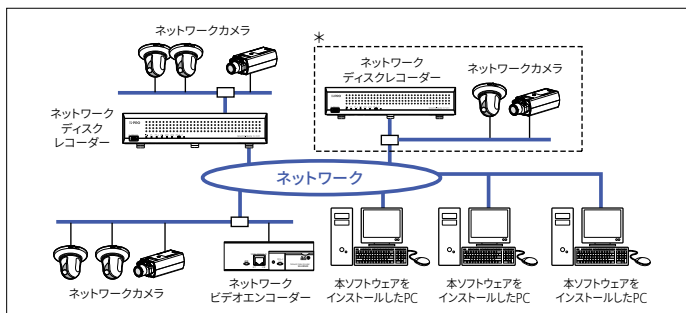 ネットワークカメラ
*
ネットワーク
ディスクレコーダー
ネットワークカメラ
ネットワーク
ディスク
レコーダー
ネットワーク
ネットワークカメラ
ネットワーク
ビデオエンコーダー
本ソフトウェアを
インストールしたPC
本ソフトウェアを
インストールしたPC
本ソフトウェアを
インストールしたPC